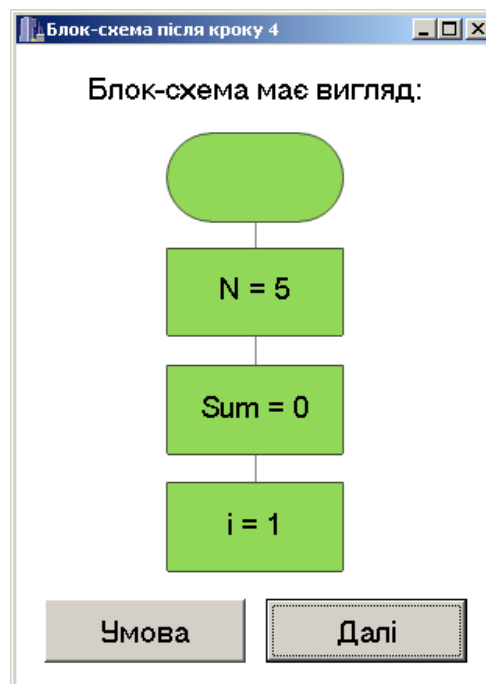 Блок-схема після кроку 4
Блок-схема має вигляд:
N = 5
Sum = 0
i = 1
Умова
Далі